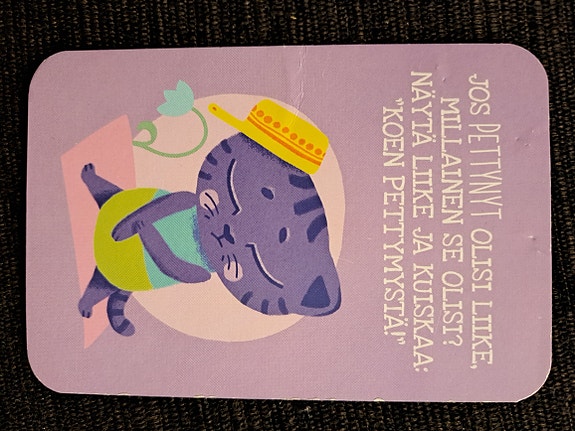 JOS PETTYNYT OLISI LIIKE,
MILLAINEN SE OLISI?
NÄYTÄ LIIKE JA KUISKAA:
"KOEN PETTYMYSTÄ!"